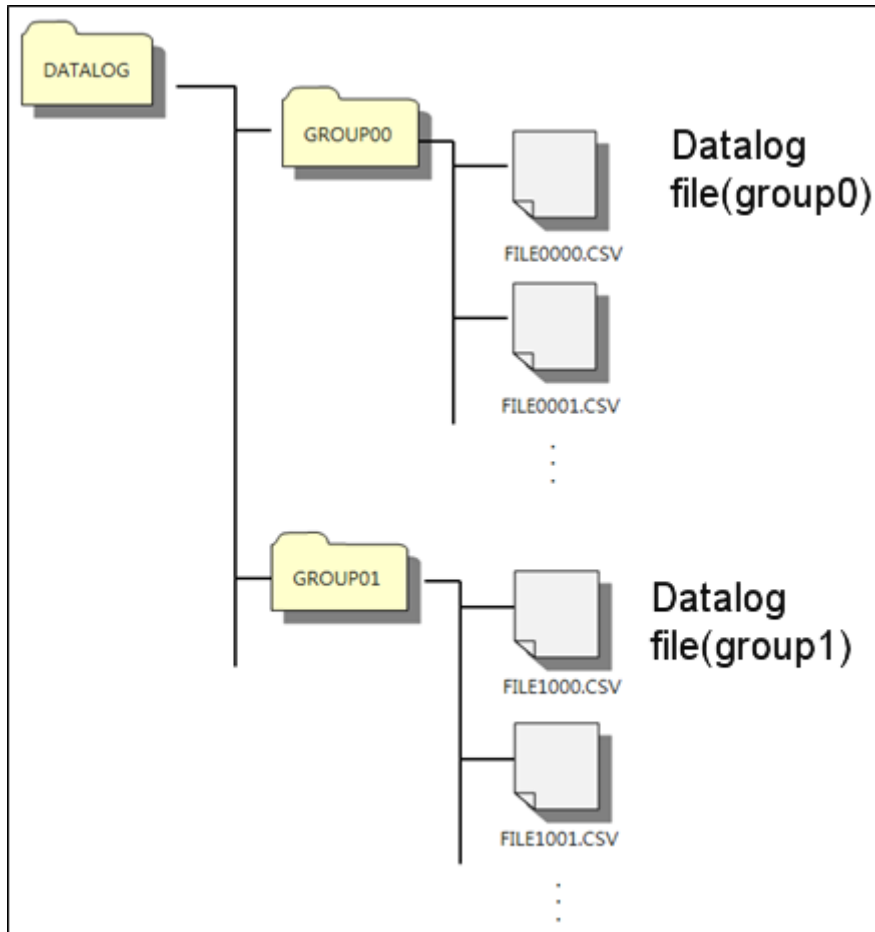 DATALOG
GROUP00
Datalog
file(group0)
FILE0000.CSV
FILE0001.CSV
GROUP01
Datalog
file(group1)
FILE1000.CSV
FILE1001.CSV